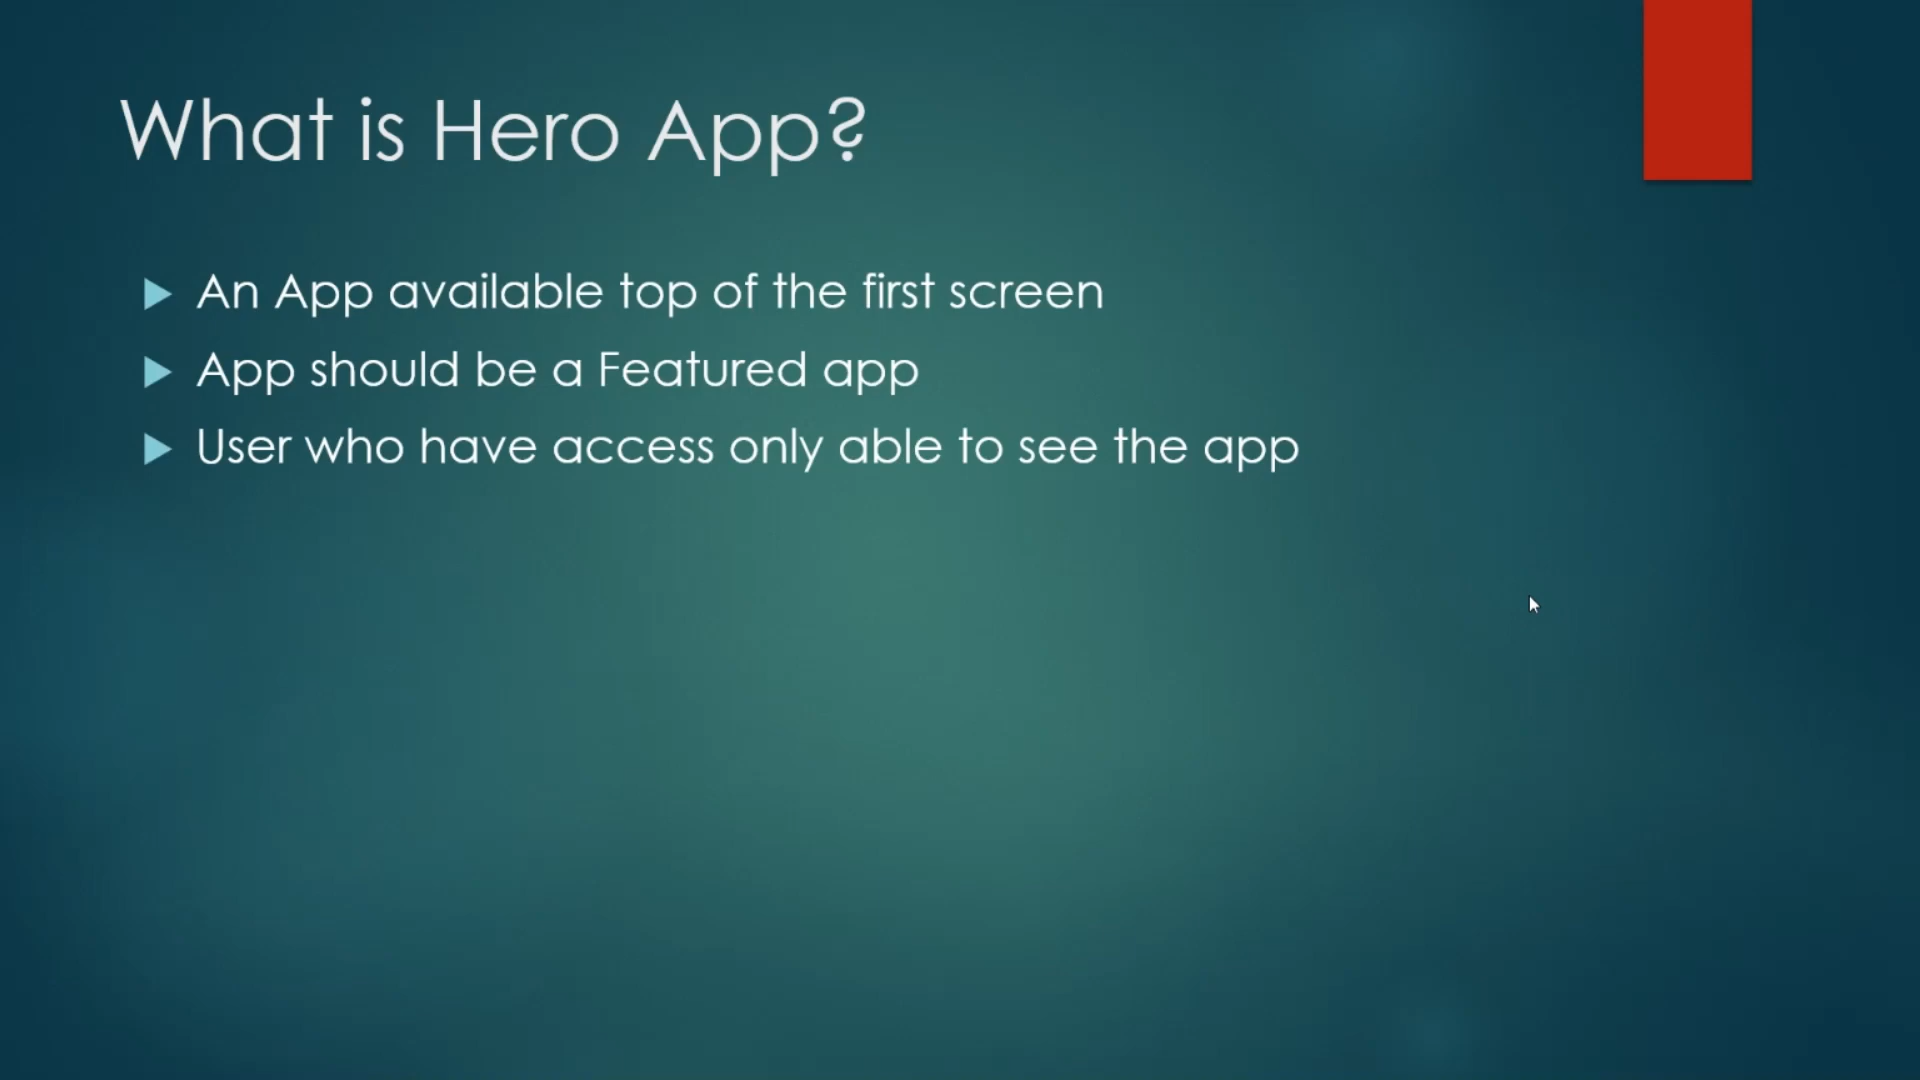 What is Hero App?
An App available top of the first screen
App should be a Featured app
User who have access only able to see the app